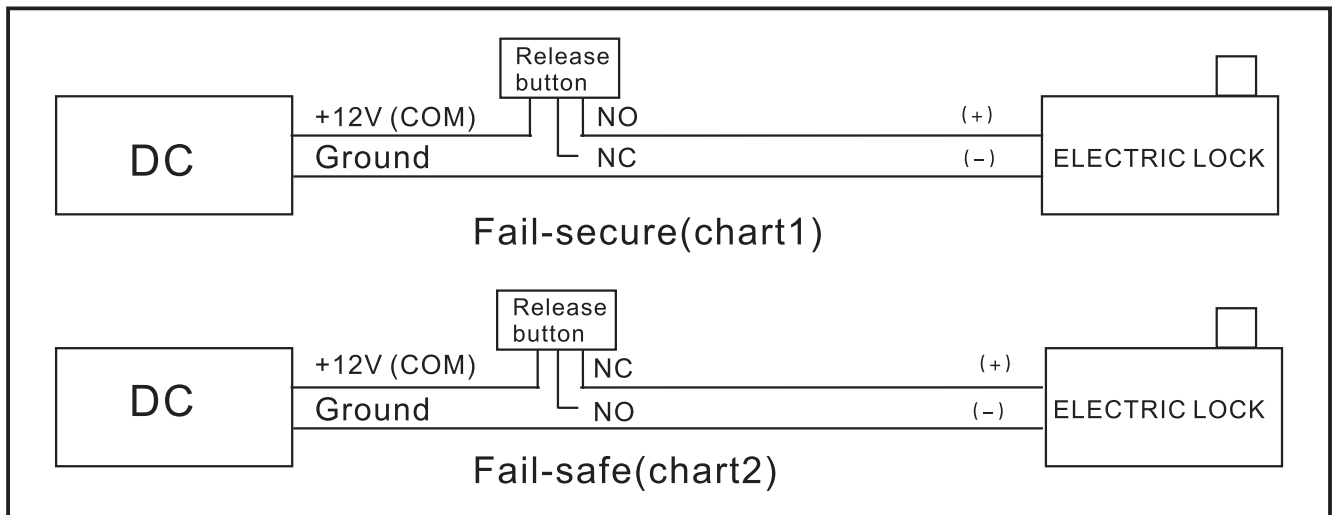 Release
button
+12V (COM)
NO
(+)
DC
Ground
NC
(-)
ELECTRIC LOCK
Fail-secure(chart1)
Release
button
+12V (COM)
NC
(+)
DC
Ground
NO
(-)
ELECTRIC LOCK
Fail-safe(chart2)